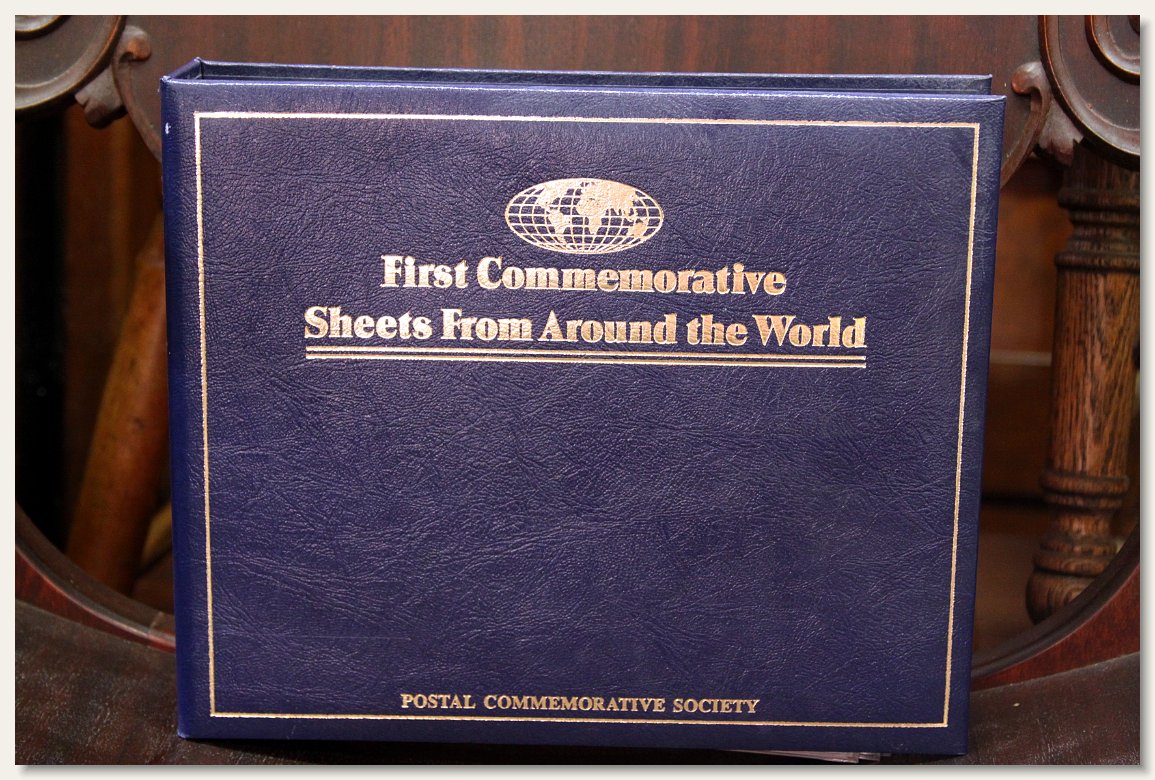 First Commemorative
Sheets From Around the World
POSTAL COMMEMORATIVE SOCIETY